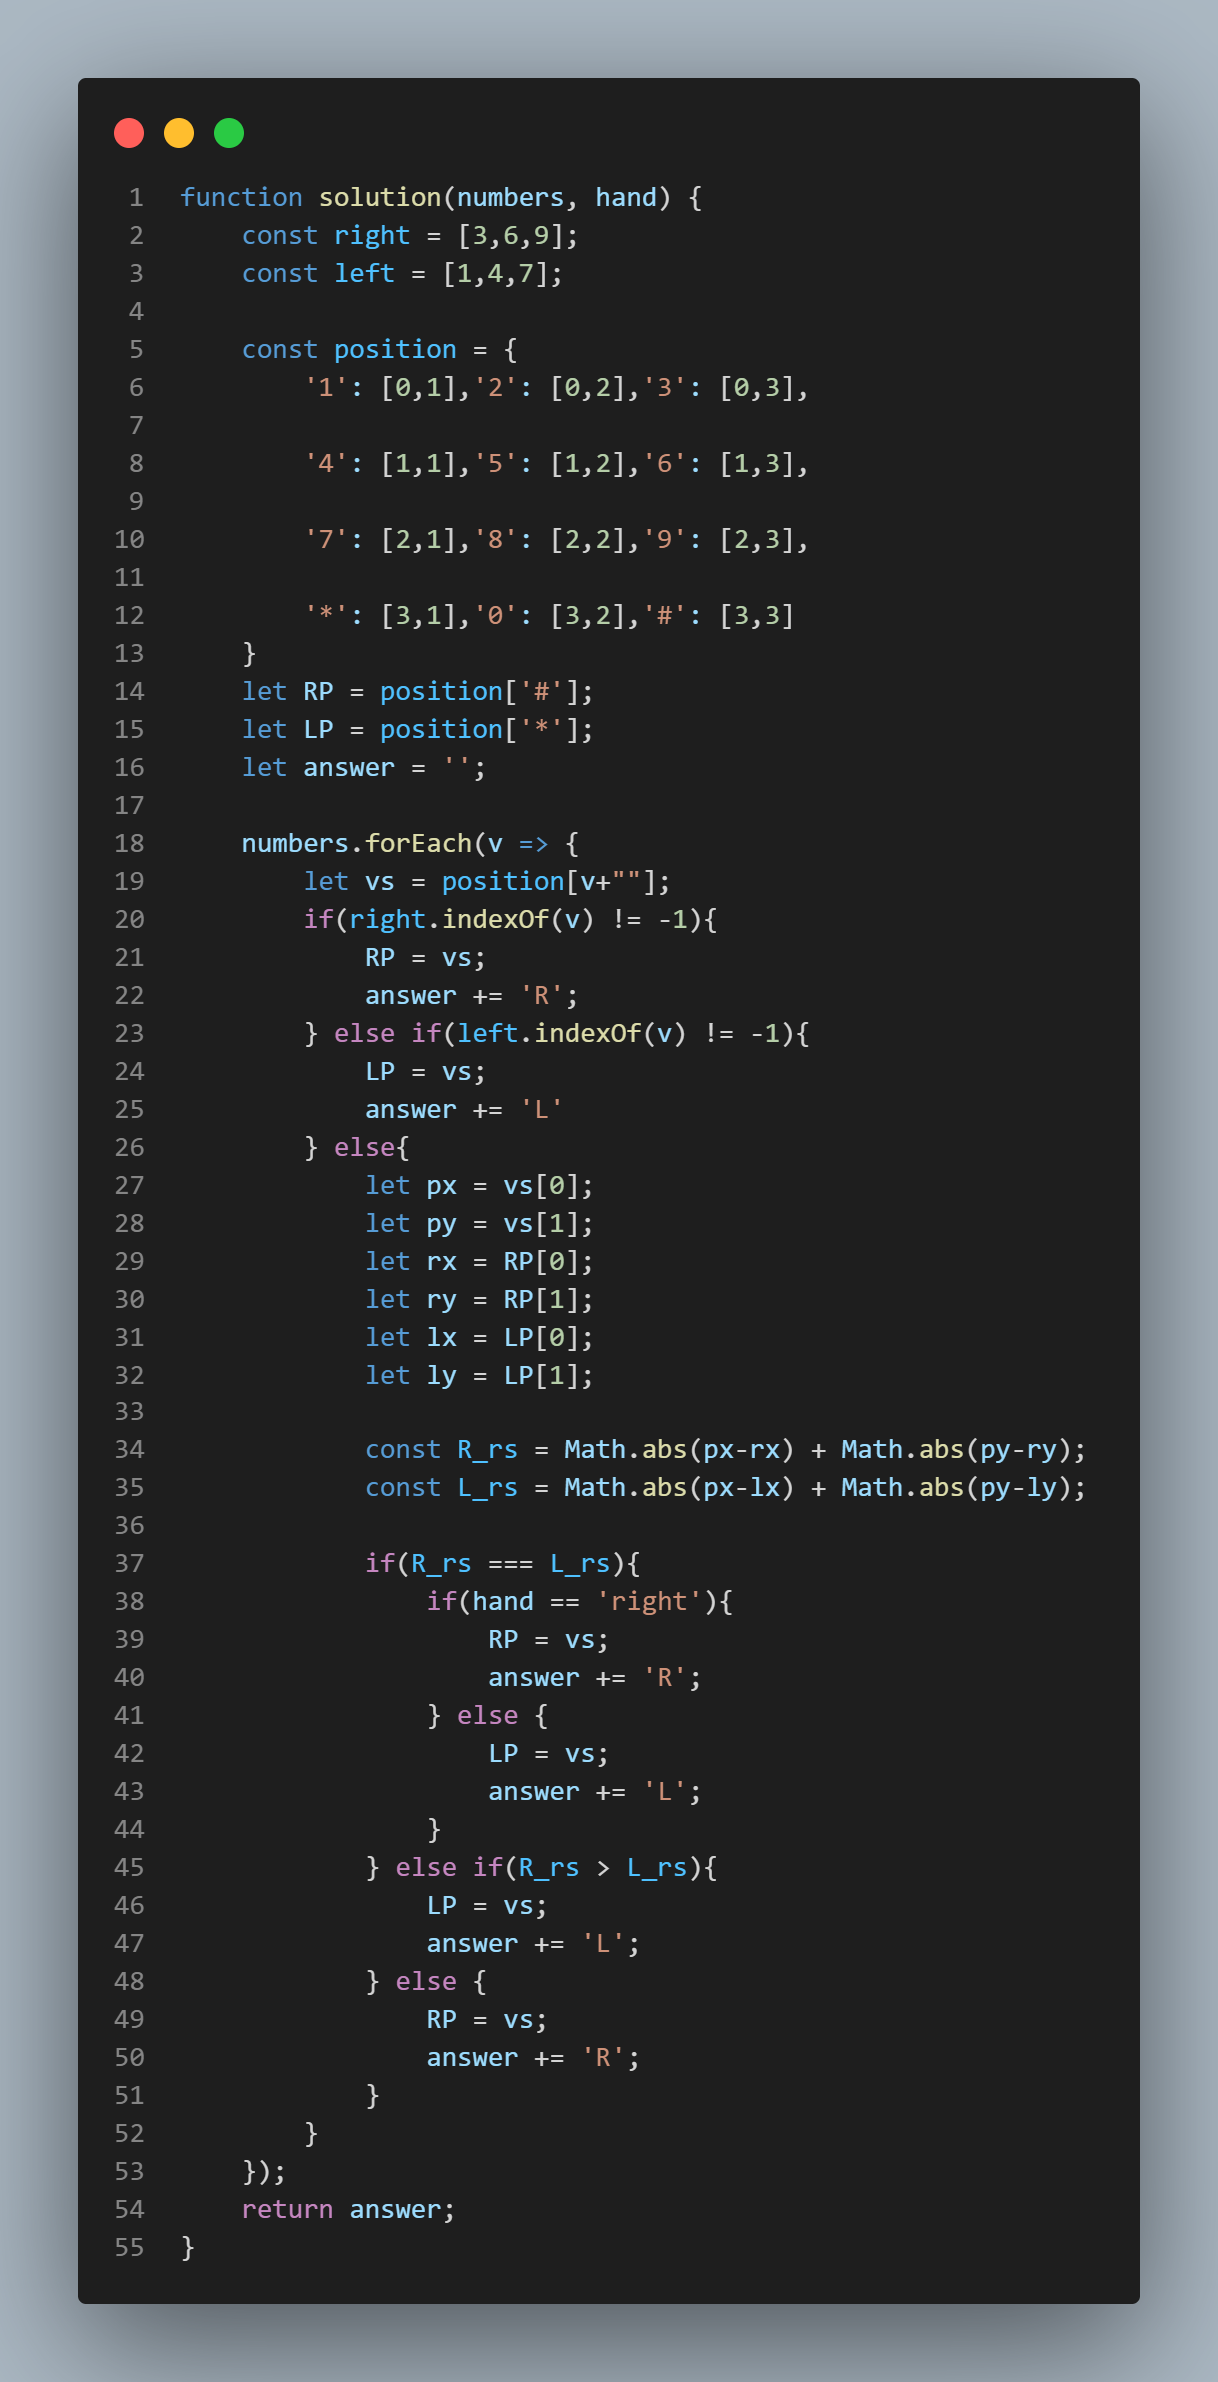 1 function solution(numbers, hand) {
2     const right = [3,6,9];
3     const left = [1,4,7];
4
5     const position = {
6         '1': [0,1],'2': [0,2],'3': [0,3],
7
8         '4': [1,1],'5': [1,2],'6': [1,3],
9
10         '7': [2,1],'8': [2,2],'9': [2,3],
11
12         '*': [3,1],'0': [3,2],'#': [3,3]
13     }
14     let RP = position['#'];
15     let LP = position['*'];
16     let answer = '';
17
18     numbers.forEach(v => {
19         let vs = position[v+""];
20         if(right.indexOf(v) != -1){
21             RP = vs;
22             answer += 'R';
23         } else if(left.indexOf(v) != -1){
24             LP = vs;
25             answer += 'L'
26         } else{
27             let px = vs[0];
28             let py = vs[1];
29             let rx = RP[0];
30             let ry = RP[1];
31             let lx = LP[0];
32             let ly = LP[1];
33
34             const R_rs = Math.abs(px-rx) + Math.abs(py-ry);
35             const L_rs = Math.abs(px-lx) + Math.abs(py-ly);
36
37             if(R_rs === L_rs){
38                 if(hand == 'right'){
39                     RP = vs;
40                     answer += 'R';
41                 } else {
42                     LP = vs;
43                     answer += 'L';
44                 }
45             } else if(R_rs > L_rs){
46                 LP = vs;
47                 answer += 'L';
48             } else {
49                 RP = vs;
50                 answer += 'R';
51             }
52         }
53     });
54     return answer;
55 }